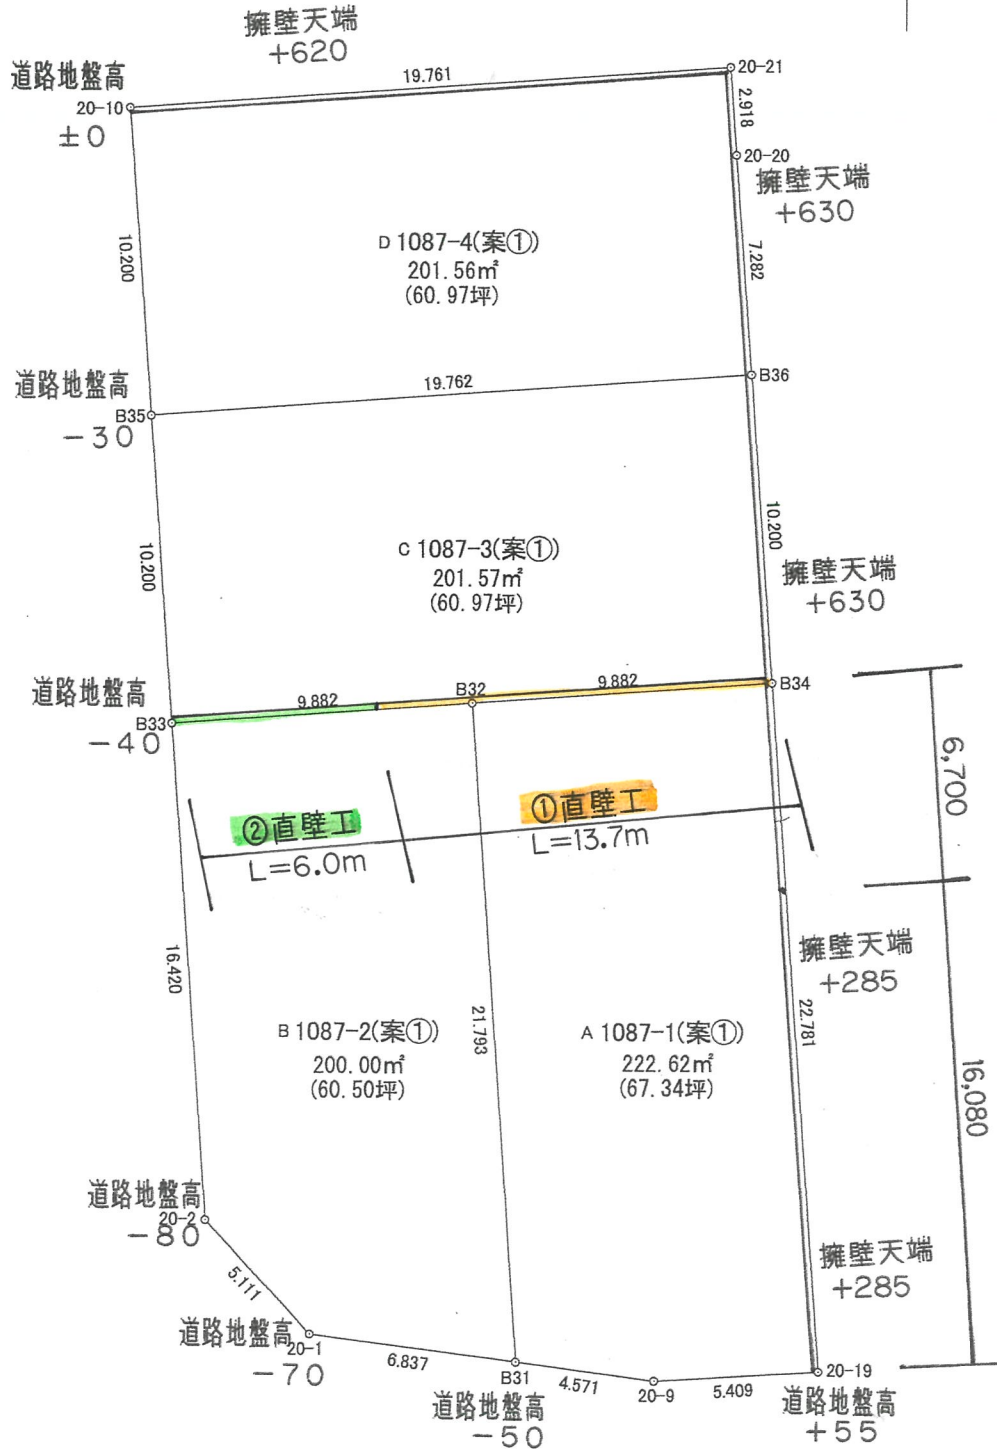 擁壁天端
+620
道路地盤高
20-10
±0
19.761
20-21
2.918
20-20
擁壁天端
+630
D 1087-4(案①)
201.56㎡
(60.97坪)
10.200
7.282
道路地盤高
B35
-30
19.762
B36
C 1087-3(案①)
201.57㎡
(60.97坪)
10.200
10.200
擁壁天端
+630
道路地盤高
B33
-40
9.882
B32
9.882
B34
6,700
②直壁工
L=6.0m
①直壁工
L=13.7m
擁壁天端
+285
16.420
21.793
22.781
B 1087-2(案①)
200.00㎡
(60.50坪)
A 1087-1(案①)
222.62㎡
(67.34坪)
16,080
道路地盤高
20-2
-80
5.111
擁壁天端
+285
道路地盤高
20-1
-70
6.837
B31
4.571
20-9
5.409
20-19
道路地盤高
-50
道路地盤高
+55